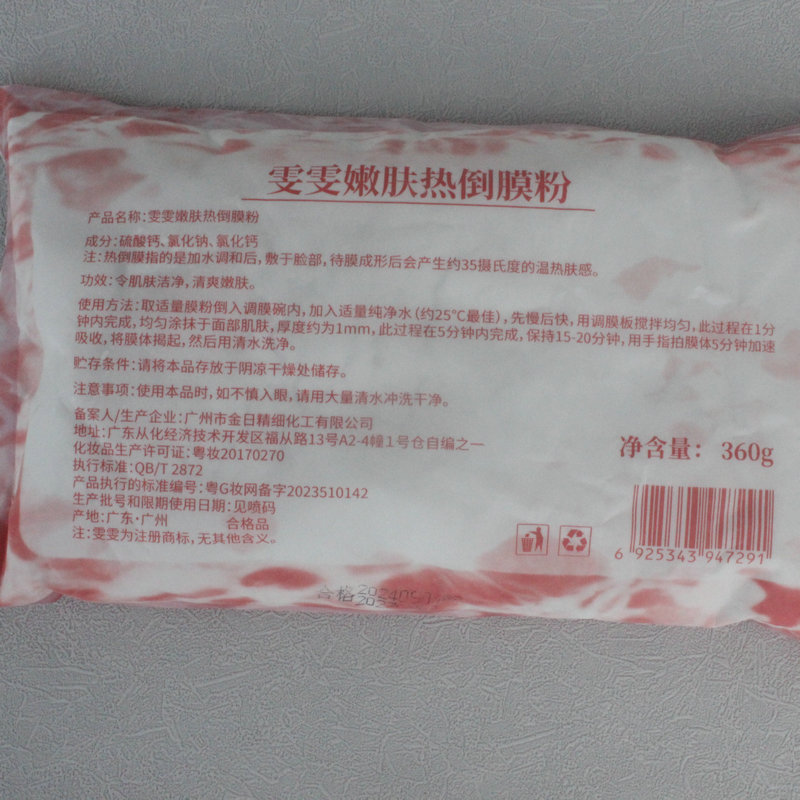 雯雯嫩肤热倒膜粉
产品名称：雯雯嫩肤热倒膜粉
成分：硫酸钙、氯化钠、氯化钙
注：热倒膜指的是加水调和后，敷于脸部，待膜成形后会产生约35摄氏度的温热肤感。
功效：令肌肤洁净，清爽嫩肤。
使用方法：取适量膜粉倒入调膜碗内，加入适量纯净水（约25℃最佳），先慢后快，用调膜板搅拌均匀，此过程在1分
钟内完成，均匀涂抹于面部肌肤，厚度约为1mm，此过程在5分钟内完成，保持15-20分钟，用手指拍膜体5分钟加速
吸收，将膜体揭起，然后用清水洗净。
贮存条件：请将本品存放于阴凉干燥处储存。
注意事项：使用本品时，如不慎入眼，请用大量清水冲洗干净。
备案人/生产企业：广州市金日精细化工有限公司
地址：广东从化经济技术开发区福从路13号A2-4幢1号仓自编之一
化妆品生产许可证：粤妆20170270
执行标准：QB/T 2872
产品执行的标准编号：粤G妆网备字2023510142
生产批号和限期使用日期：见喷码
产地：广东·广州 合格品
注：雯雯为注册商标，无其他含义。
净含量： 360g
6 925343 947291
合格